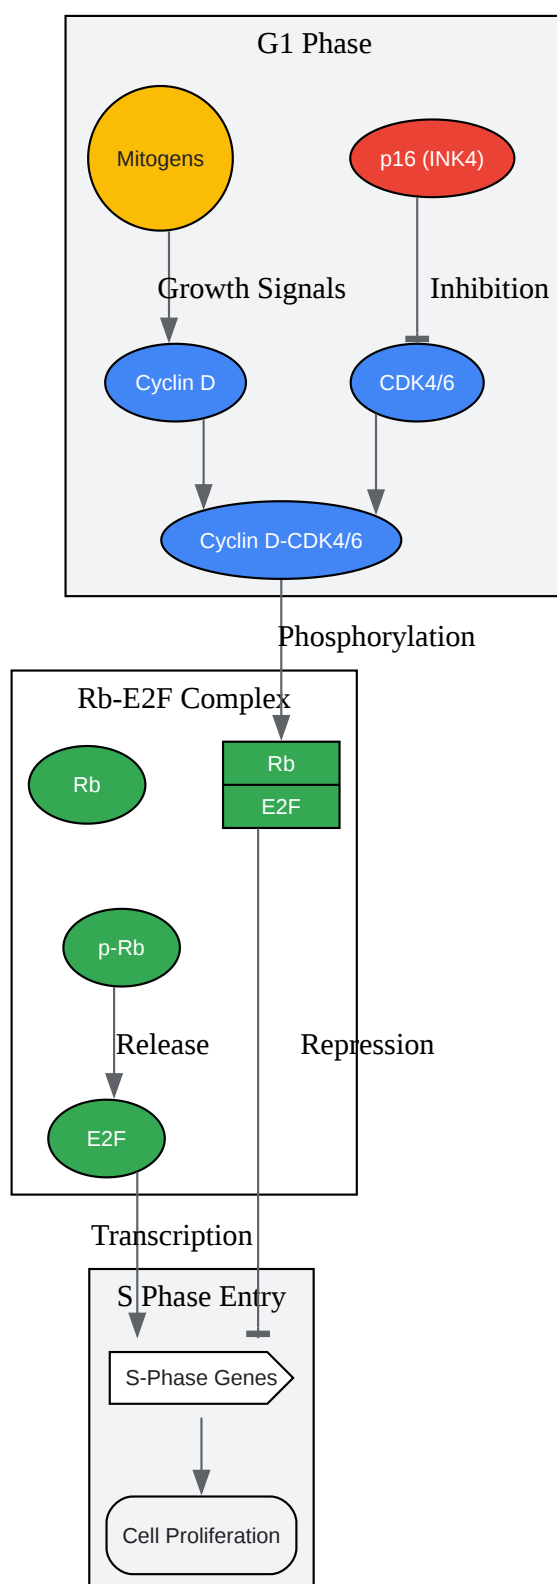 G1 Phase
Mitogens
p16 (INK4)
Growth Signals
Inhibition
Cyclin D
CDK4/6
Cyclin D-CDK4/6
Phosphorylation
Rb-E2F Complex
Rb
Rb
E2F
p-Rb
Release
Repression
E2F
Transcription
S Phase Entry
S-Phase Genes
Cell Proliferation